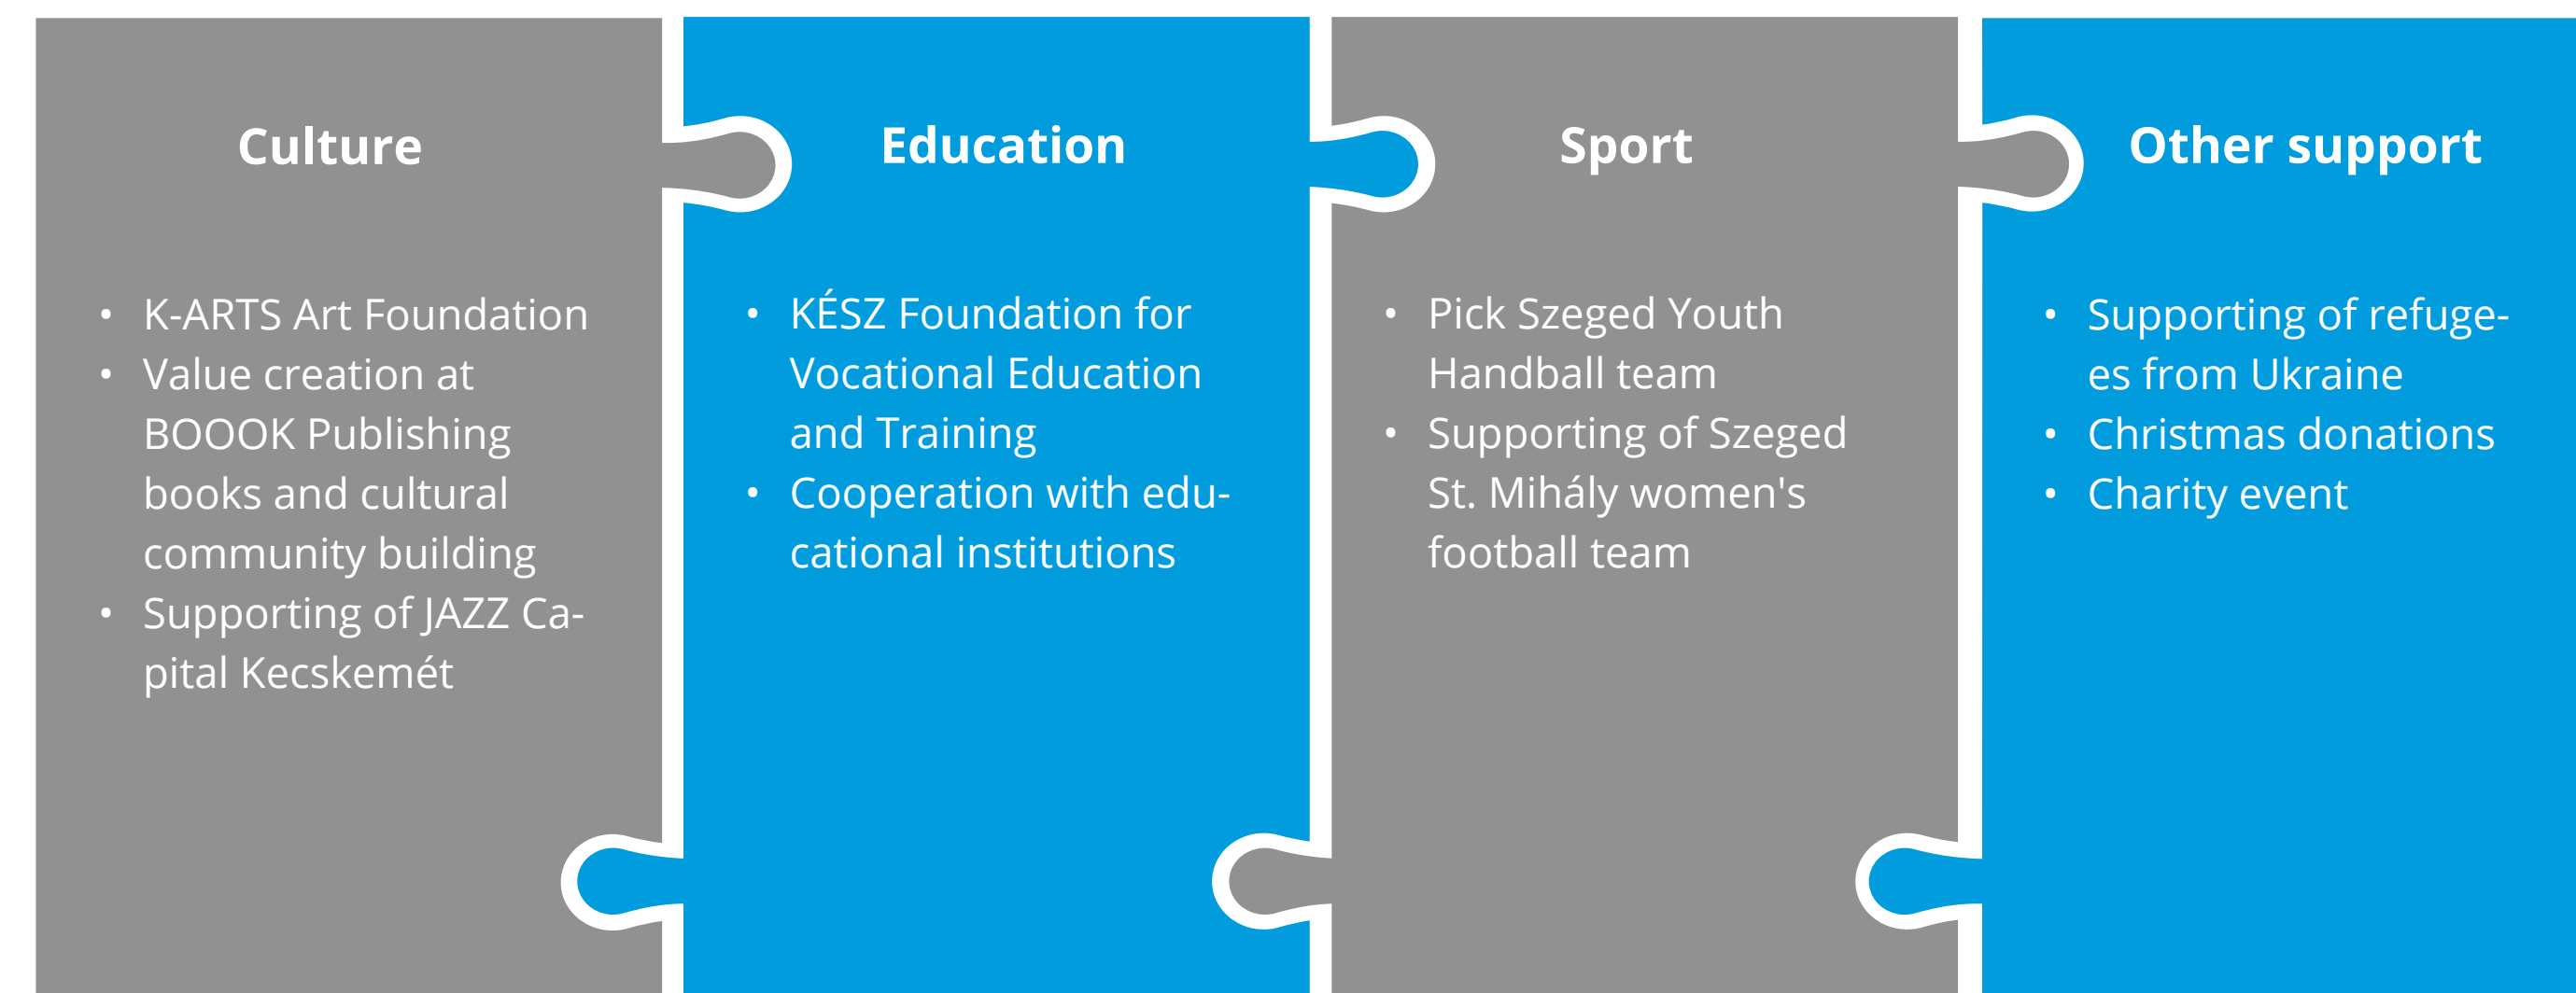 Culture
• K-ARTS Art Foundation
• Value creation at
BOOOK Publishing
books and cultural
community building
• Supporting of JAZZ Ca-
pital Kecskemét
Education
• KÉSZ Foundation for
Vocational Education
and Training
• Cooperation with edu-
cational institutions
Sport
• Pick Szeged Youth
Handball team
• Supporting of Szeged
St. Mihály women's
football team
Other support
• Supporting of refuge-
es from Ukraine
• Christmas donations
• Charity event